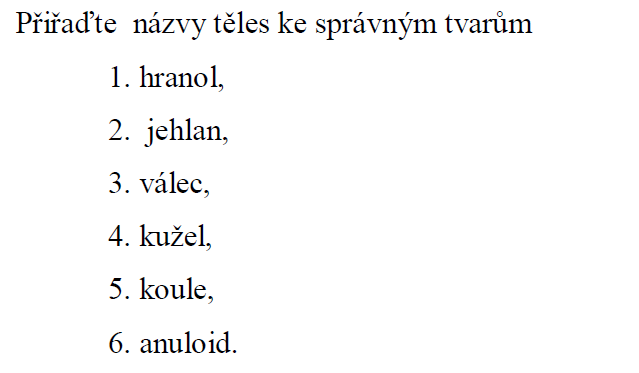 Přiřaďte názvy těles ke správným tvarům
1. hranol,
2. jehlan,
3. válec,
4. kužel,
5. koule,
6. anuloid.